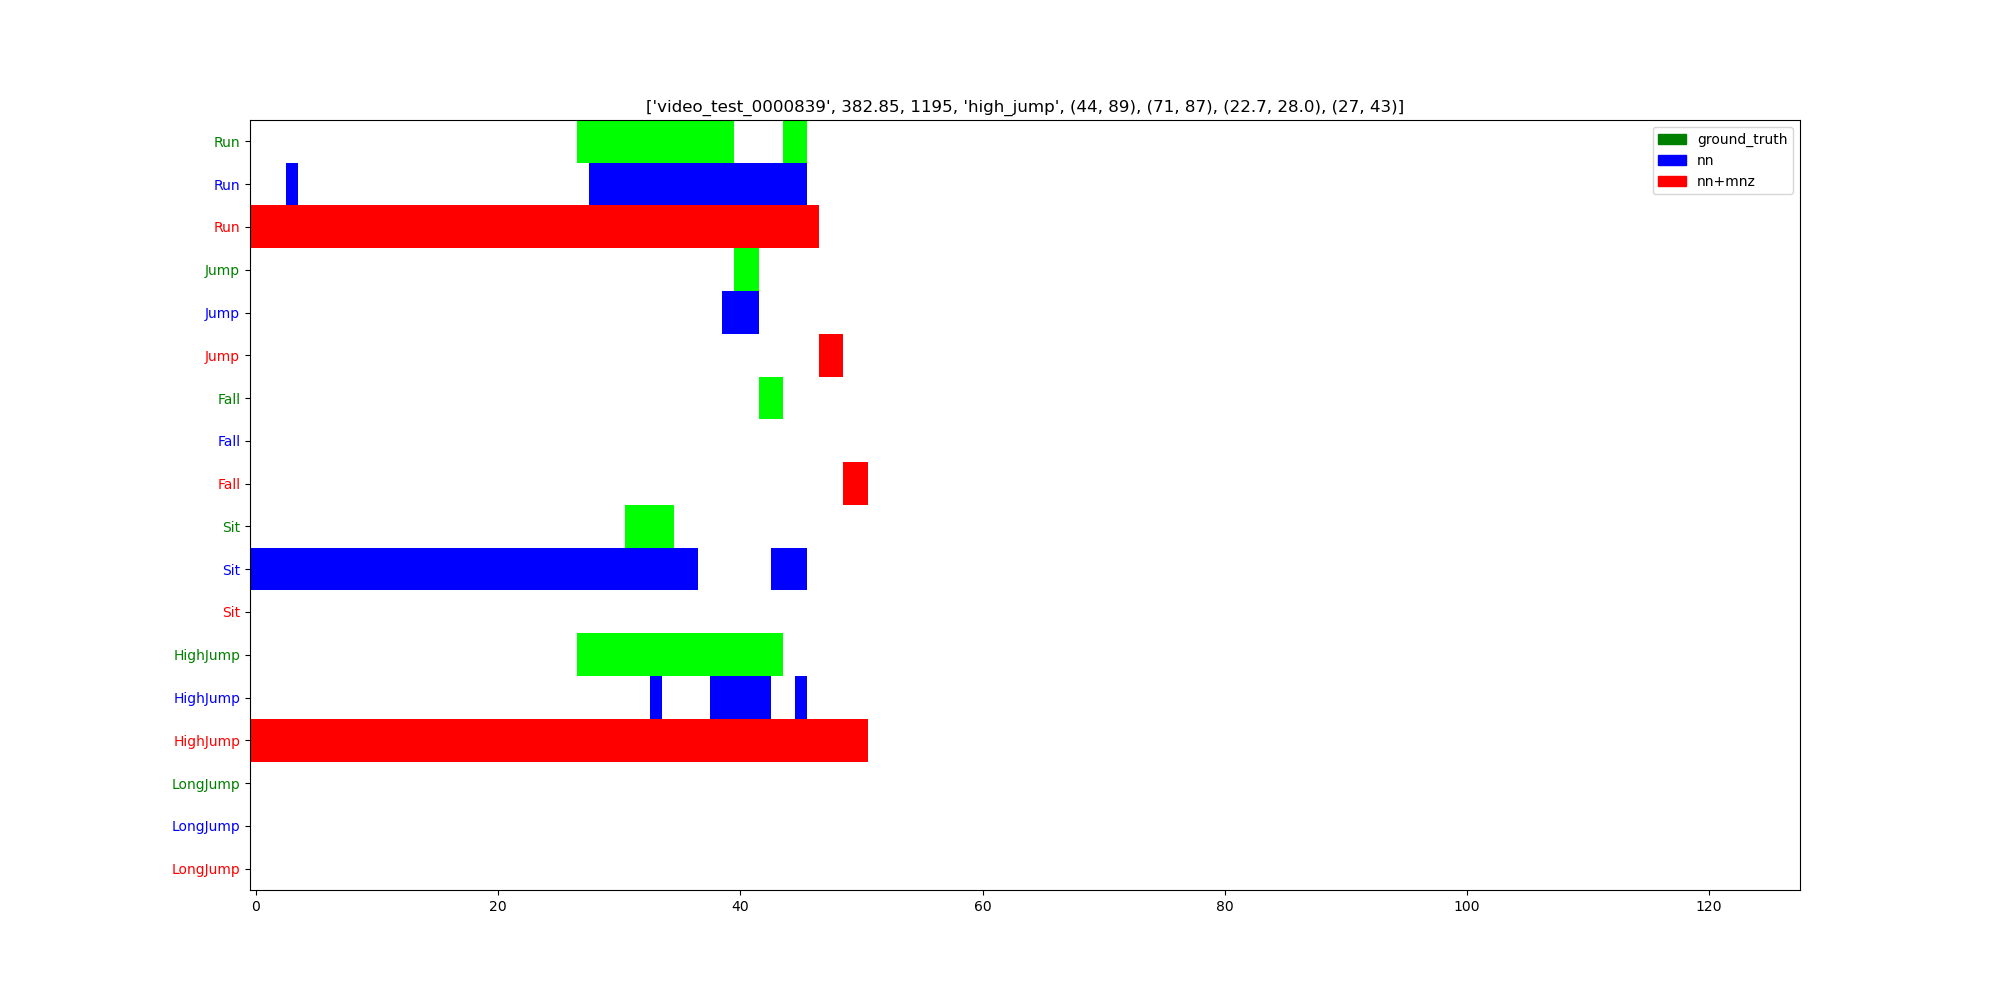 ['video_test_0000839', 382.85, 1195, 'high_jump', (44, 89), (71, 87), (22.7, 28.0), (27, 43)]
ground_truth
nn
nn+mnz
Run
Run
Run
Jump
Jump
Jump
Fall
Fall
Fall
Sit
Sit
Sit
HighJump
HighJump
HighJump
LongJump
LongJump
LongJump
0 20 40 60 80 100 120